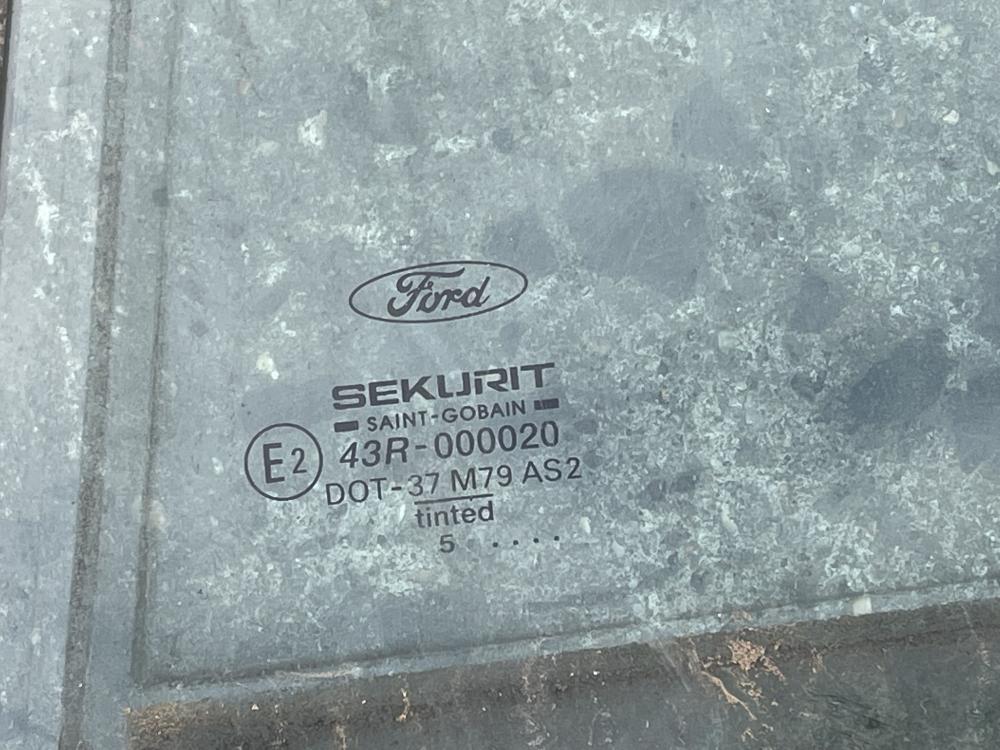 Ford
SEKURIT
SAINT-GOBAIN
E2 43R-000020
DOT-37 M79 AS2
tinted
5 ....